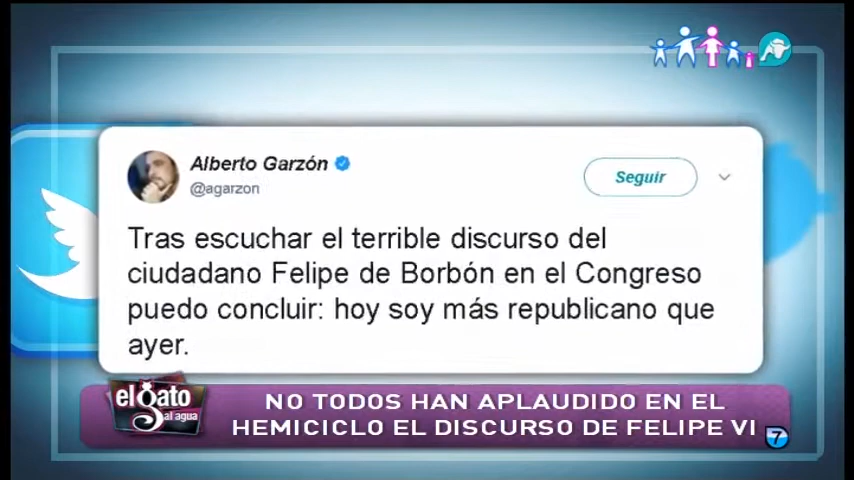 Alberto Garzón
@agarzon
Seguir
Tras escuchar el terrible discurso del
ciudadano Felipe de Borbón en el Congreso
puedo concluir: hoy soy más republicano que
ayer.
el gato
al agua
NO TODOS HAN APLAUDIDO EN EL
HEMICICLO EL DISCURSO DE FELIPE VI
7